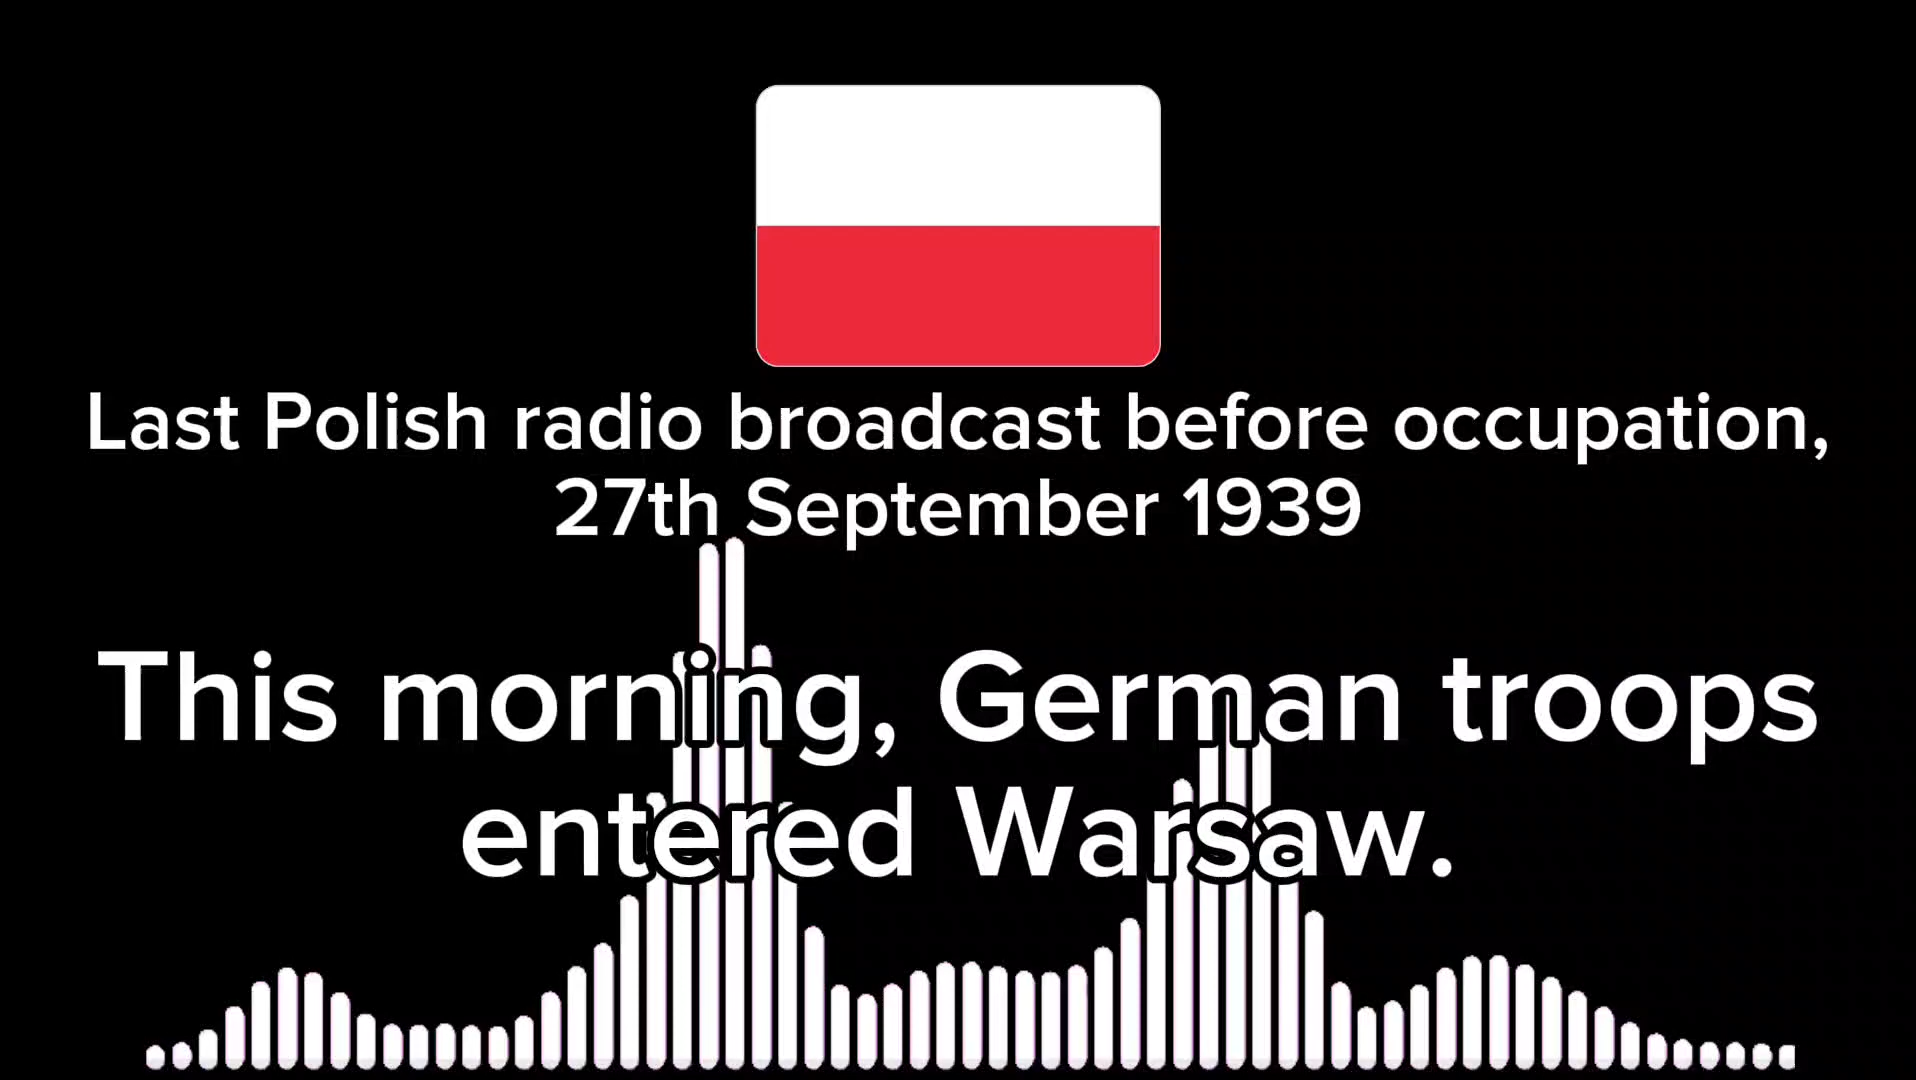 Last Polish radio broadcast before occupation,
27th September 1939
This morning, German troops
entered Warsaw.